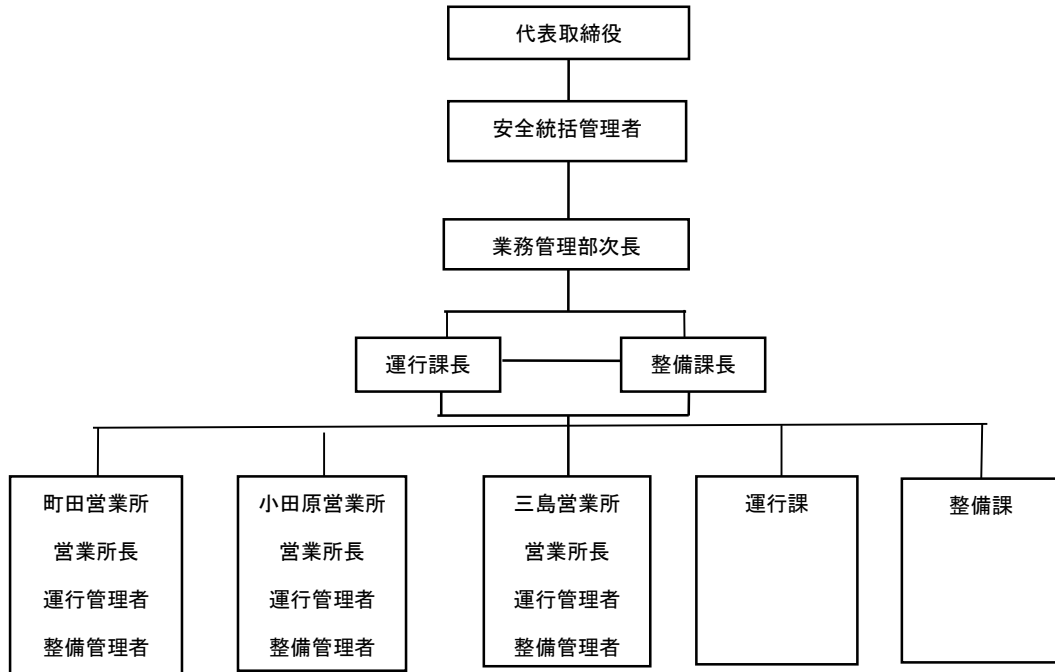 代表取締役
安全統括管理者
業務管理部次長
運行課長
整備課長
町田営業所
営業所長
運行管理者
整備管理者
小田原営業所
営業所長
運行管理者
整備管理者
三島営業所
営業所長
運行管理者
整備管理者
運行課
整備課